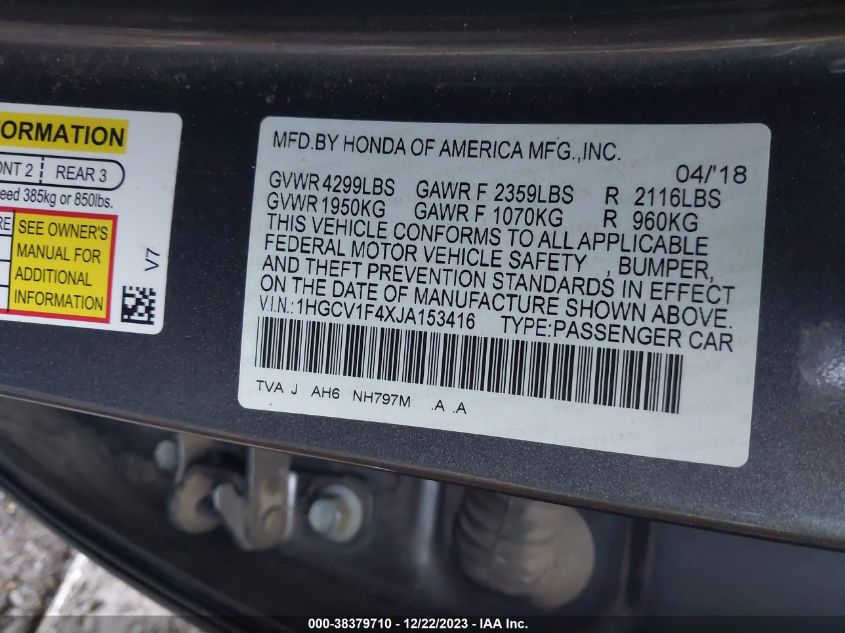 ORMATION
NT 2 REAR 3
eed 385kg or 850lbs.
RE
SEE OWNER'S
MANUAL FOR
ADDITIONAL
INFORMATION
V7
MFD.BY HONDA OF AMERICA MFG.,INC.
04/'18
GVWR 4299LBS GAWR F 2359LBS R 2116LBS
GVWR 1950KG GAWR F 1070KG R 960KG
THIS VEHICLE CONFORMS TO ALL APPLICABLE
FEDERAL MOTOR VEHICLE SAFETY , BUMPER,
AND THEFT PREVENTION STANDARDS IN EFFECT
ON THE DATE OF MANUFACTURE SHOWN ABOVE.
V.I.N.:1HGCV1F4XJA153416 TYPE:PASSENGER CAR
TVA J AH6 NH797M .A .A
000-38379710 - 12/22/2023 - IAA Inc.